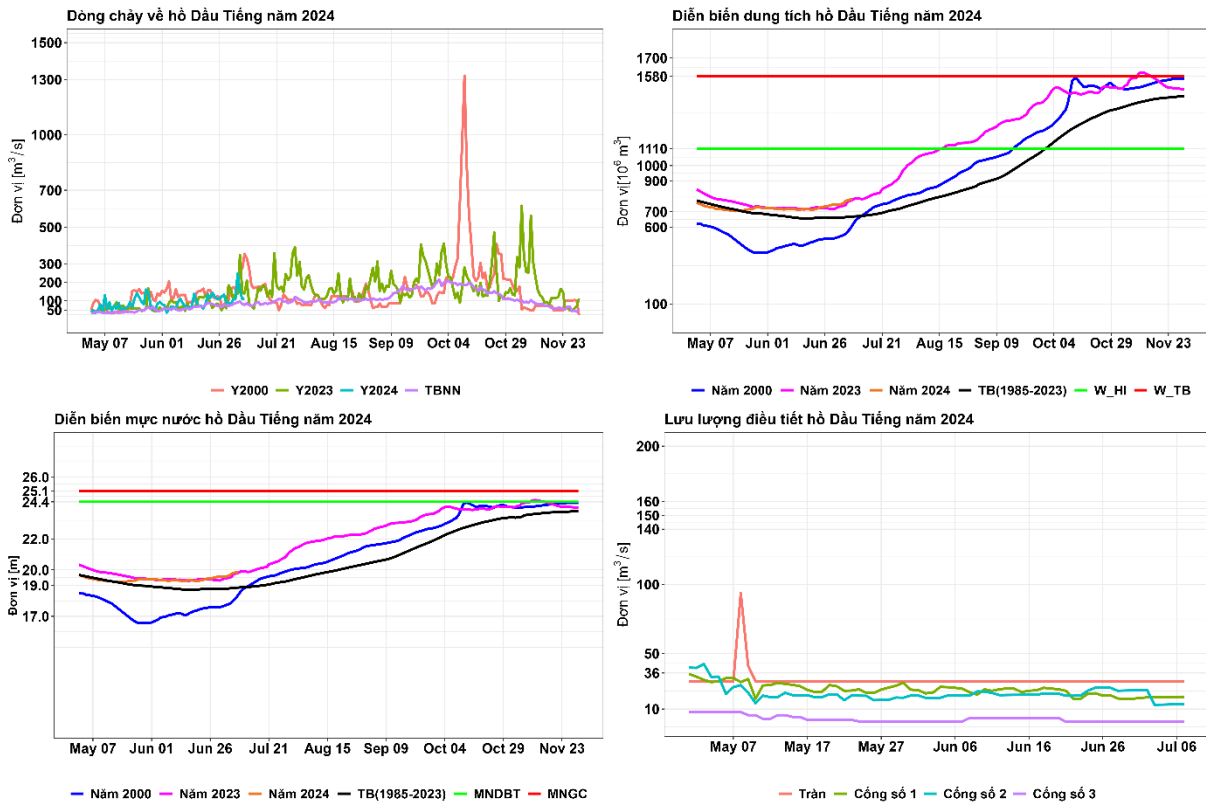 Dòng chảy về hồ Dầu Tiếng năm 2024
1500
1300
1000
700
500
300
200
100
50
Đơn vị [m³/s]
May 07 Jun 01 Jun 26 Jul 21 Aug 15 Sep 09 Oct 04 Oct 29 Nov 23
Y2000 Y2023 Y2024 TBNN
Diễn biến dung tích hồ Dầu Tiếng năm 2024
1700
1580
1110
1000
900
700
600
100
Đơn vị[10⁶ m³]
May 07 Jun 01 Jun 26 Jul 21 Aug 15 Sep 09 Oct 04 Oct 29 Nov 23
Năm 2000 Năm 2023 Năm 2024 TB(1985-2023) W_HI W_TB
Diễn biến mực nước hồ Dầu Tiếng năm 2024
26.0
25.1
24.4
22.0
20.0
19.0
17.0
Đơn vị [m]
May 07 Jun 01 Jun 26 Jul 21 Aug 15 Sep 09 Oct 04 Oct 29 Nov 23
Năm 2000 Năm 2023 Năm 2024 TB(1985-2023) MNDBT MNGC
Lưu lượng điều tiết hồ Dầu Tiếng năm 2024
200
160
150
140
100
50
36
10
Đơn vị [m³/s]
May 07 May 17 May 27 Jun 06 Jun 16 Jun 26 Jul 06
Tràn Cống số 1 Cống số 2 Cống số 3